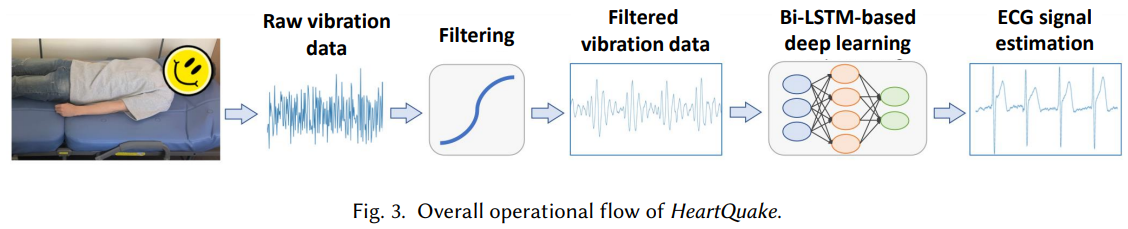 Raw vibration
data
Filtering
Filtered
vibration data
Bi-LSTM-based
deep learning
ECG signal
estimation
Fig. 3. Overall operational flow of HeartQuake.